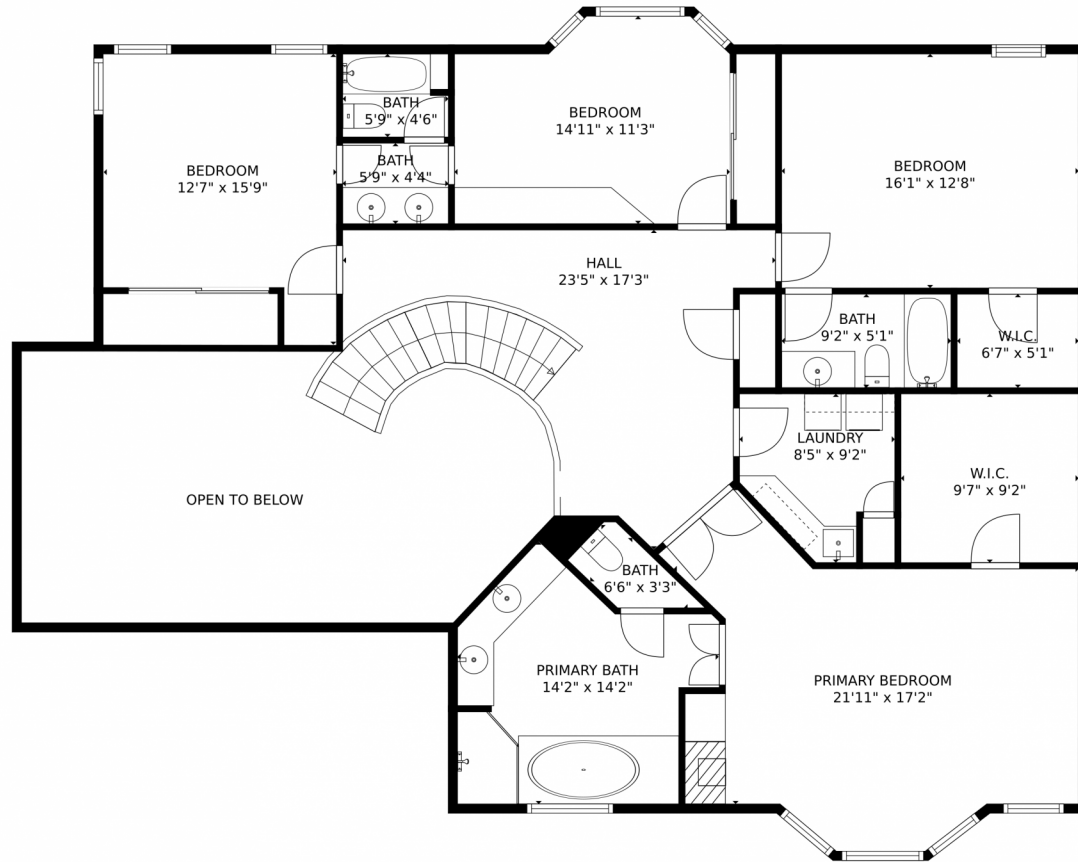 BATH
5'9" x 4'6"
BEDROOM
14'11" x 11'3"
BATH
5'9" x 4'4"
BEDROOM
12'7" x 15'9"
BEDROOM
16'1" x 12'8"
HALL
23'5" x 17'3"
BATH
9'2" x 5'1"
W.I.C.
6'7" x 5'1"
LAUNDRY
8'5" x 9'2"
W.I.C.
9'7" x 9'2"
OPEN TO BELOW
BATH
6'6" x 3'3"
PRIMARY BATH
14'2" x 14'2"
PRIMARY BEDROOM
21'11" x 17'2"